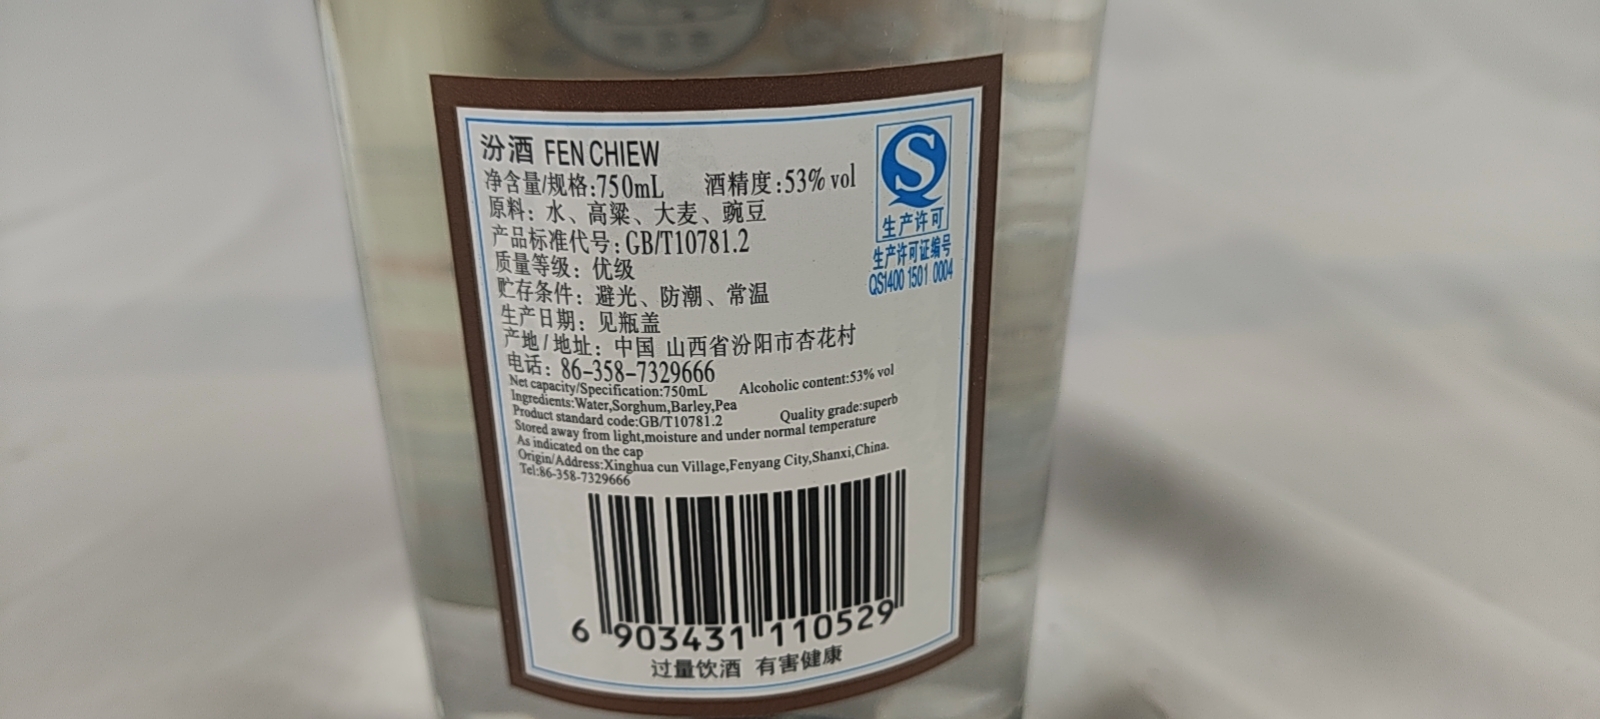 汾酒 FEN CHIEW
净含量/规格:750mL 酒精度:53% vol
原料：水、高粱、大麦、豌豆
产品标准代号:GB/T10781.2
质量等级：优级
贮存条件：避光、防潮、常温
生产日期：见瓶盖
产地/地址：中国 山西省汾阳市杏花村
电话：86-358-7329666
Net capacity/Specification:750mL Alcoholic content:53% vol
Ingredients:Water,Sorghum,Barley,Pea
Product standard code:GB/T10781.2 Quality grade:superb
Stored away from light,moisture and under normal temperature
As indicated on the cap
Origin/Address:Xinghua cun Village,Fenyang City,Shanxi,China.
Tel:86-358-7329666
生产许可
生产许可证编号
QS1400 1501 0004
6 903431 110529
过量饮酒 有害健康